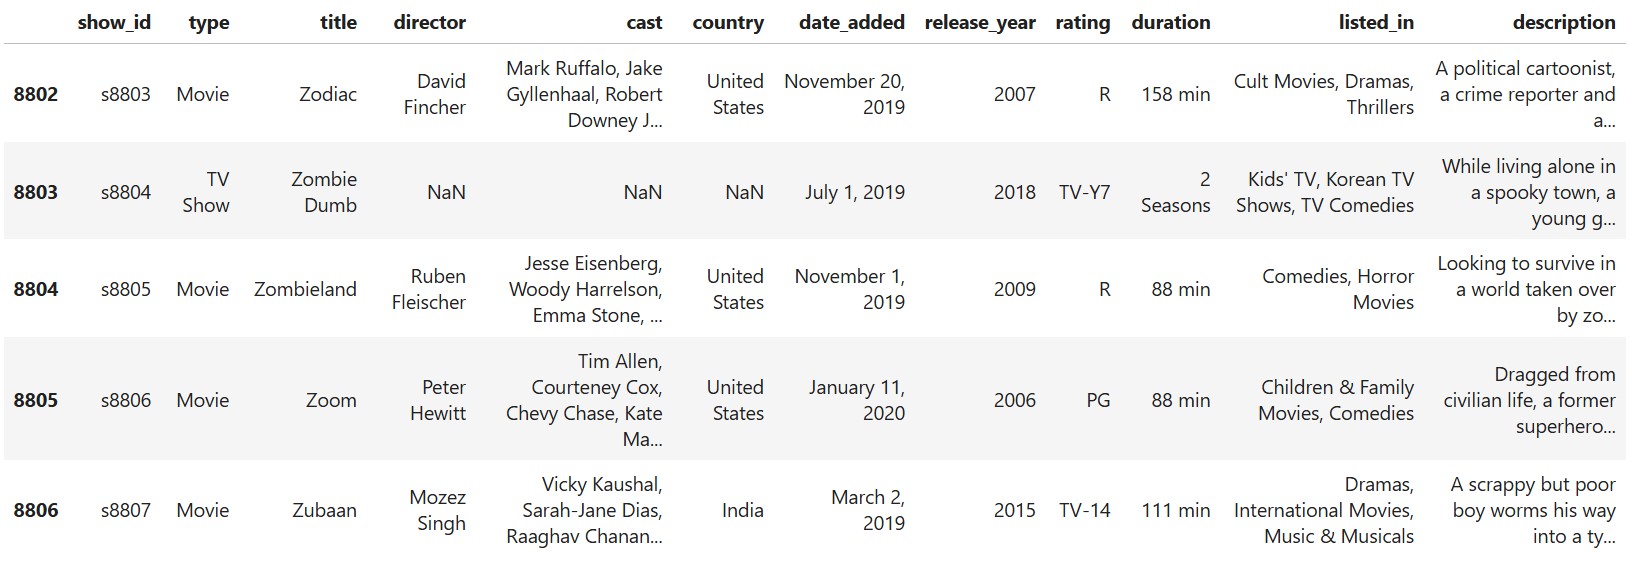 show_id type title director cast country date_added release_year rating duration listed_in description
8802 s8803 Movie Zodiac David Fincher Mark Ruffalo, Jake Gyllenhaal, Robert Downey J... United States November 20, 2019 2007 R 158 min Cult Movies, Dramas, Thrillers A political cartoonist, a crime reporter and a...
8803 s8804 TV Show Zombie Dumb NaN NaN NaN July 1, 2019 2018 TV-Y7 2 Seasons Kids' TV, Korean TV Shows, TV Comedies While living alone in a spooky town, a young g...
8804 s8805 Movie Zombieland Ruben Fleischer Jesse Eisenberg, Woody Harrelson, Emma Stone, ... United States November 1, 2019 2009 R 88 min Comedies, Horror Movies Looking to survive in a world taken over by zo...
8805 s8806 Movie Zoom Peter Hewitt Tim Allen, Courteney Cox, Chevy Chase, Kate Ma... United States January 11, 2020 2006 PG 88 min Children & Family Movies, Comedies Dragged from civilian life, a former superhero...
8806 s8807 Movie Zubaan Mozez Singh Vicky Kaushal, Sarah-Jane Dias, Raaghav Chanan... India March 2, 2019 2015 TV-14 111 min Dramas, International Movies, Music & Musicals A scrappy but poor boy worms his way into a ty...